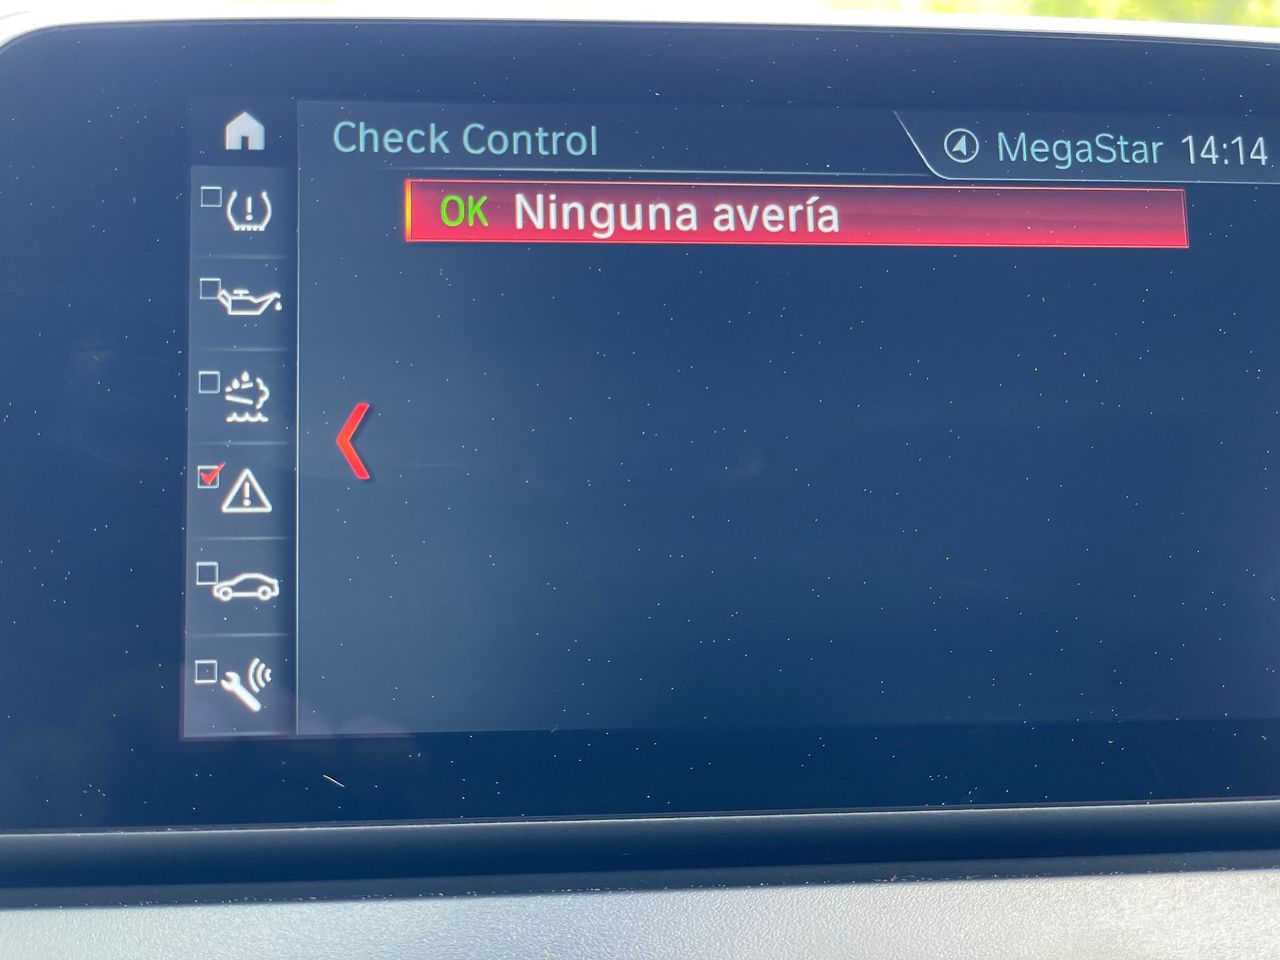 Check Control
MegaStar 14:14
OK Ninguna avería